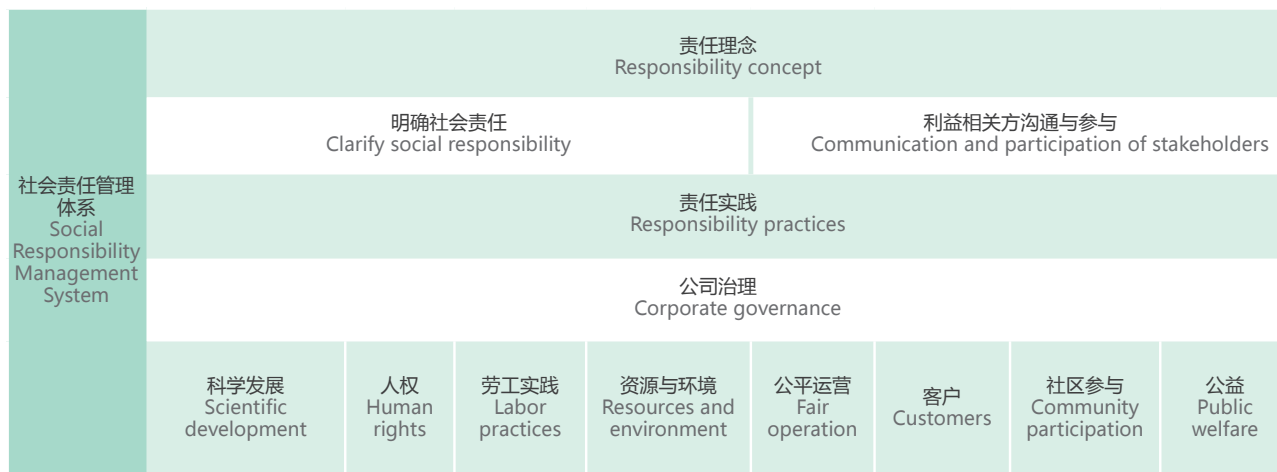 责任理念
Responsibility concept
明确社会责任
Clarify social responsibility
利益相关方沟通与参与
Communication and participation of stakeholders
社会责任管理
体系
Social
Responsibility
Management
System
责任实践
Responsibility practices
公司治理
Corporate governance
科学发展
Scientific
development
人权
Human
rights
劳工实践
Labor
practices
资源与环境
Resources and
environment
公平运营
Fair
operation
客户
Customers
社区参与
Community
participation
公益
Public
welfare